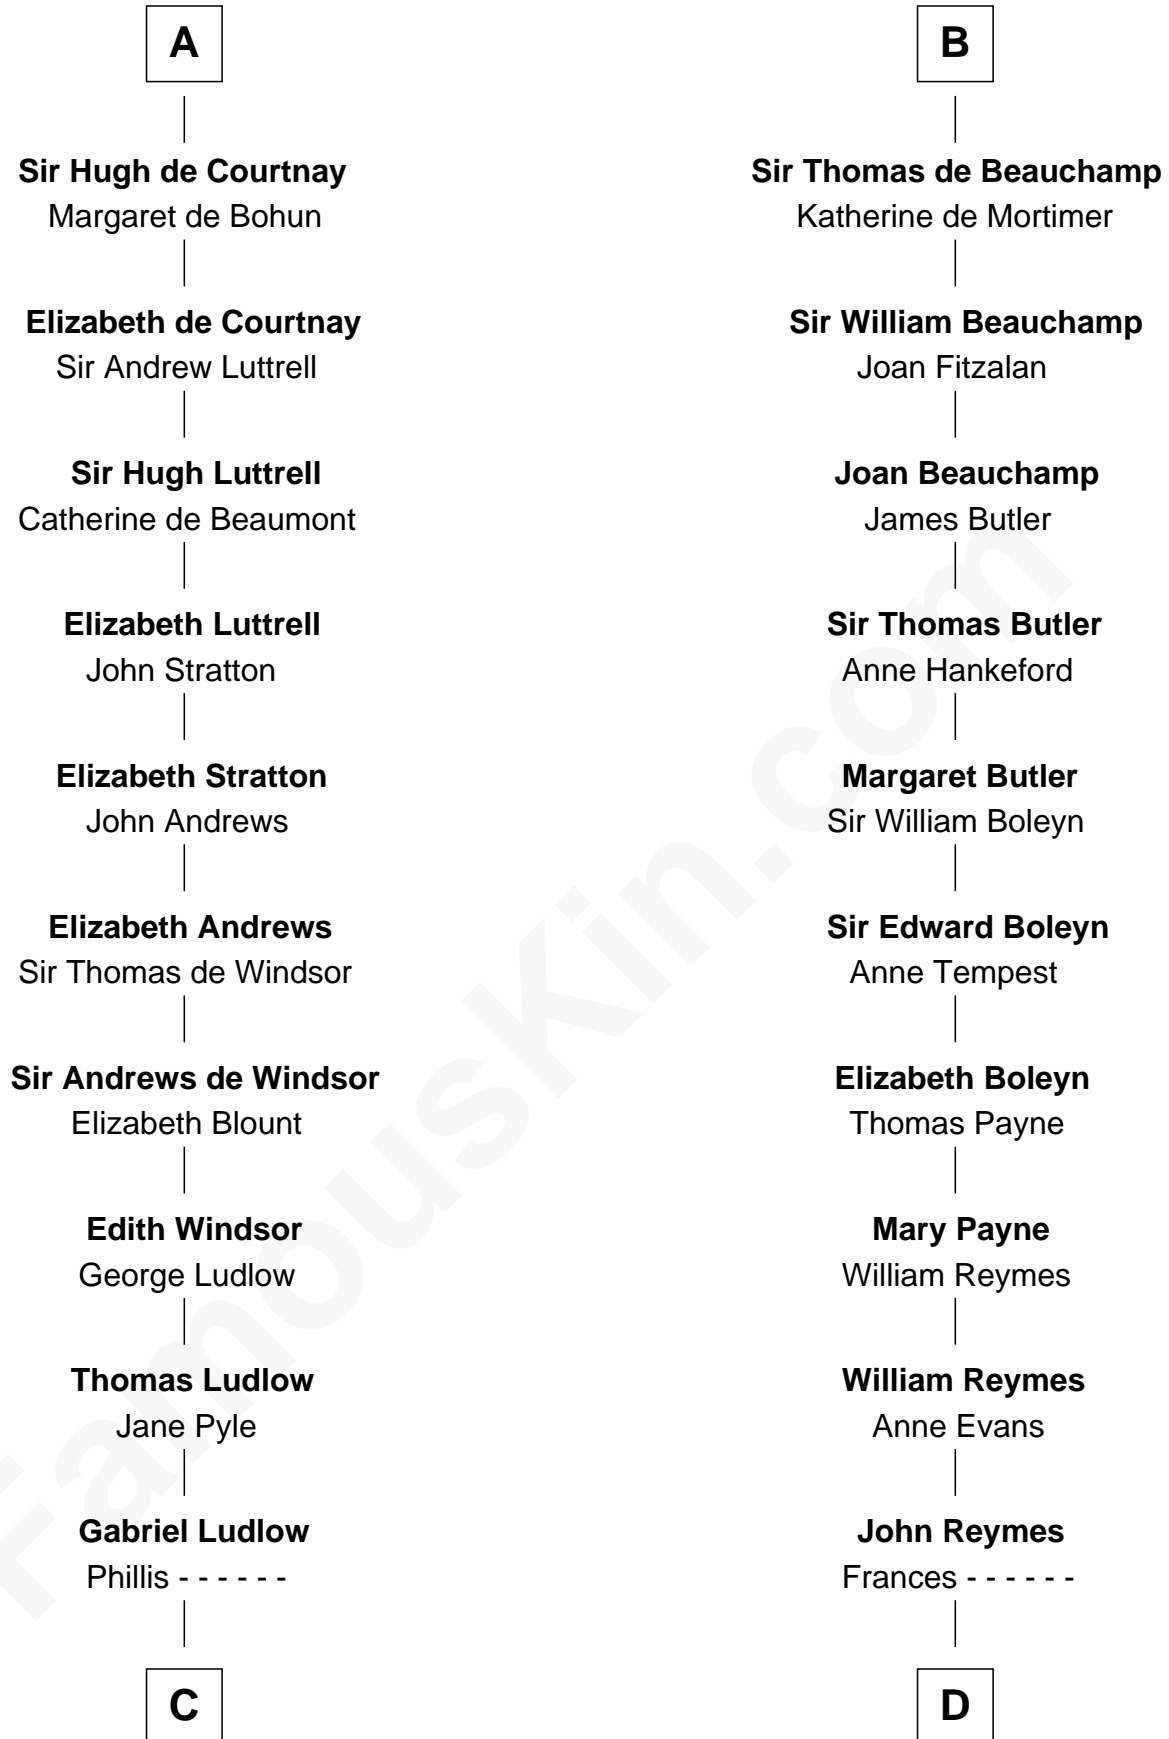 A
Sir Hugh de Courtnay
Margaret de Bohun
Elizabeth de Courtnay
Sir Andrew Luttrell
Sir Hugh Luttrell
Catherine de Beaumont
Elizabeth Luttrell
John Stratton
Elizabeth Stratton
John Andrews
Elizabeth Andrews
Sir Thomas de Windsor
Sir Andrews de Windsor
Elizabeth Blount
Edith Windsor
George Ludlow
Thomas Ludlow
Jane Pyle
Gabriel Ludlow
Phillis - - - - - -
C
B
Sir Thomas de Beauchamp
Katherine de Mortimer
Sir William Beauchamp
Joan Fitzalan
Joan Beauchamp
James Butler
Sir Thomas Butler
Anne Hankeford
Margaret Butler
Sir William Boleyn
Sir Edward Boleyn
Anne Tempest
Elizabeth Boleyn
Thomas Payne
Mary Payne
William Reymes
William Reymes
Anne Evans
John Reymes
Frances - - - - - -
D
FamousKin.com